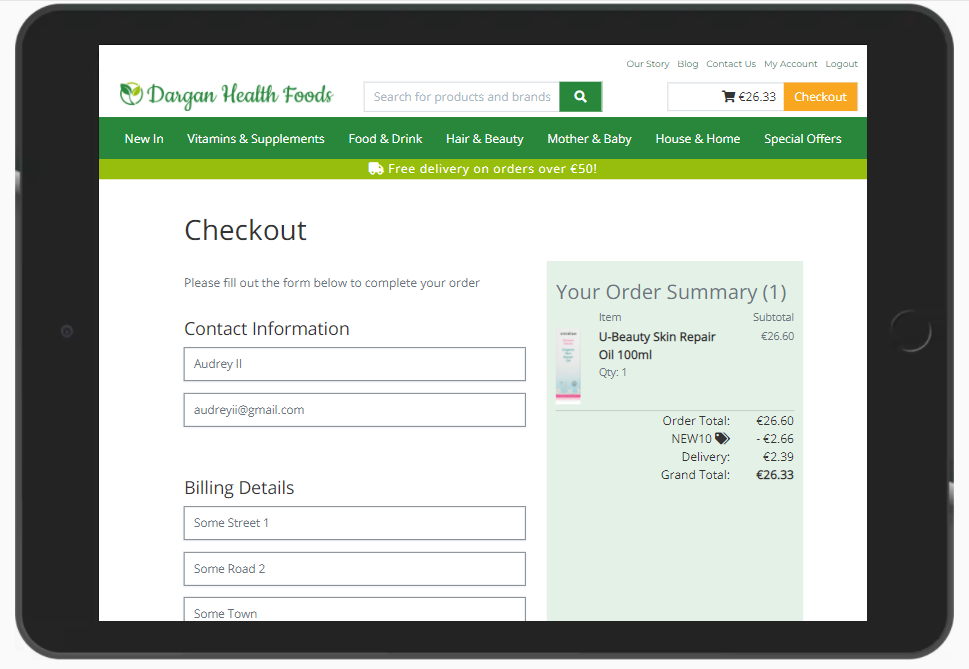 Our Story Blog Contact Us My Account Logout
Dargan Health Foods
Search for products and brands
€26.33 Checkout
New In Vitamins & Supplements Food & Drink Hair & Beauty Mother & Baby House & Home Special Offers
Free delivery on orders over €50!
Checkout
Please fill out the form below to complete your order
Contact Information
Audrey II
audreyii@gmail.com
Billing Details
Some Street 1
Some Road 2
Some Town
Your Order Summary (1)
Item Subtotal
U-Beauty Skin Repair €26.60
Oil 100ml
Qty: 1
Order Total: €26.60
NEW10 - €2.66
Delivery: €2.39
Grand Total: €26.33